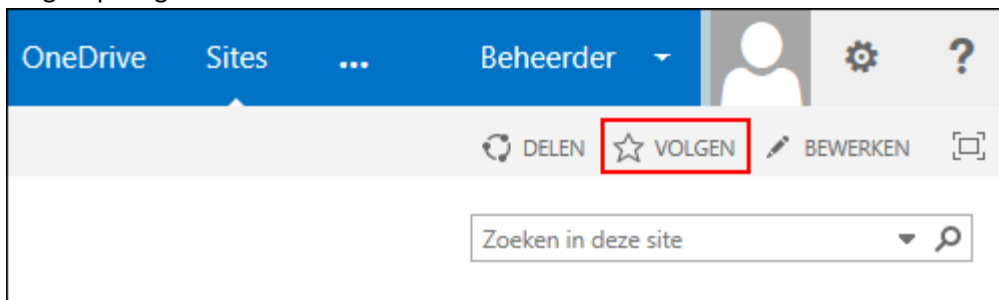 OneDrive Sites ... Beheerder ?
DELEN VOLGEN BEWERKEN
Zoeken in deze site